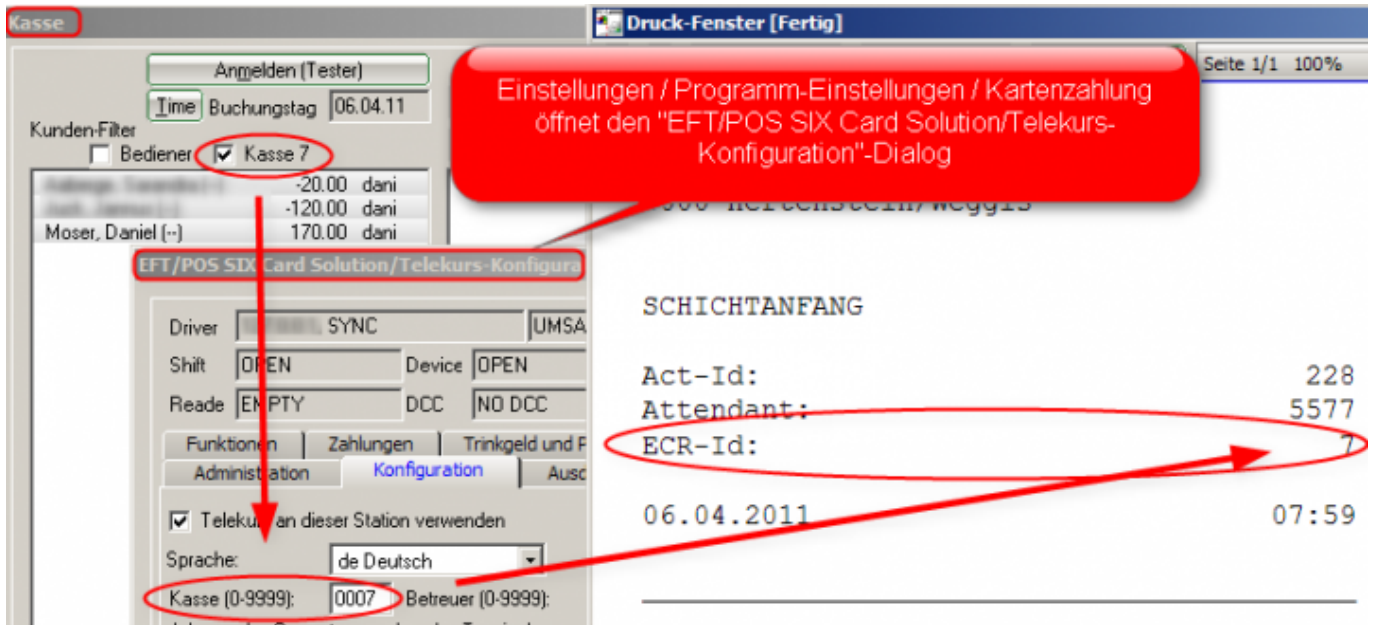 Kasse
Anmelden (Tester)
Time Buchungstag 06.04.11
Kunden-Filter
Bediener Kasse 7
-20.00 dani
-120.00 dani
Moser, Daniel (--) 170.00 dani
EFT/POS SIX Card Solution/Telekurs-Konfigura
Driver SYNC UMSA
Shift OPEN Device OPEN
Reade EMPTY DCC NO DCC
Funktionen Zahlungen Trinkgeld und P
Administration Konfiguration Ausd
Telekurs an dieser Station verwenden
Sprache: de Deutsch
Kasse (0-9999): 0007 Betreuer (0-9999):
Druck-Fenster [Fertig]
Seite 1/1 100%
Einstellungen / Programm-Einstellungen / Kartenzahlung
öffnet den "EFT/POS SIX Card Solution/Telekurs-
Konfiguration"-Dialog
Hertenstein/Weggis
SCHICHTANFANG
Act-Id: 228
Attendant: 5577
ECR-Id: 7
06.04.2011 07:59